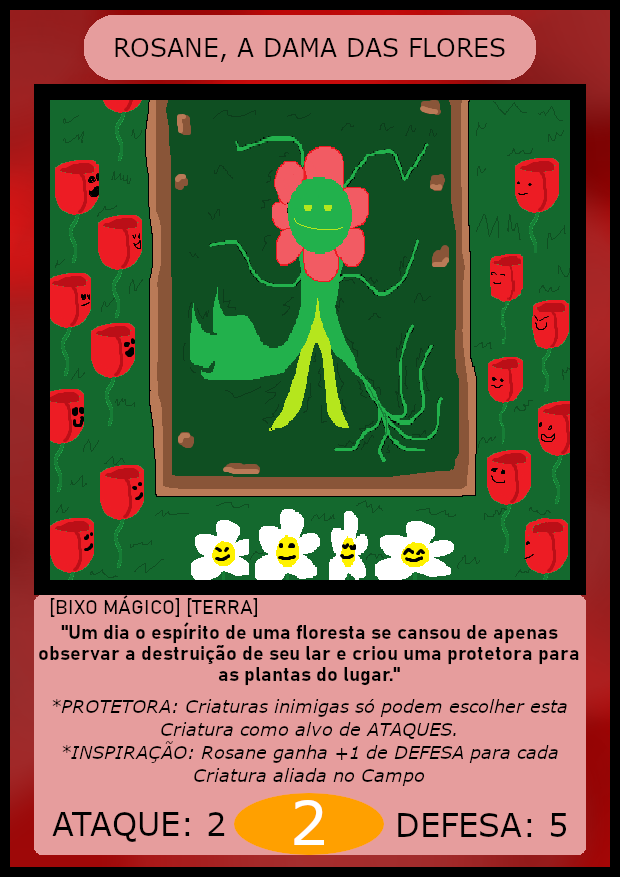 ROSANE, A DAMA DAS FLORES
[BIXO MÁGICO] [TERRA]
"Um dia o espírito de uma floresta se cansou de apenas
observar a destruição de seu lar e criou uma protetora para
as plantas do lugar."
*PROTETORA: Criaturas inimigas só podem escolher esta
Criatura como alvo de ATAQUES.
*INSPIRAÇÃO: Rosane ganha +1 de DEFESA para cada
Criatura aliada no Campo
ATAQUE: 2 2 DEFESA: 5